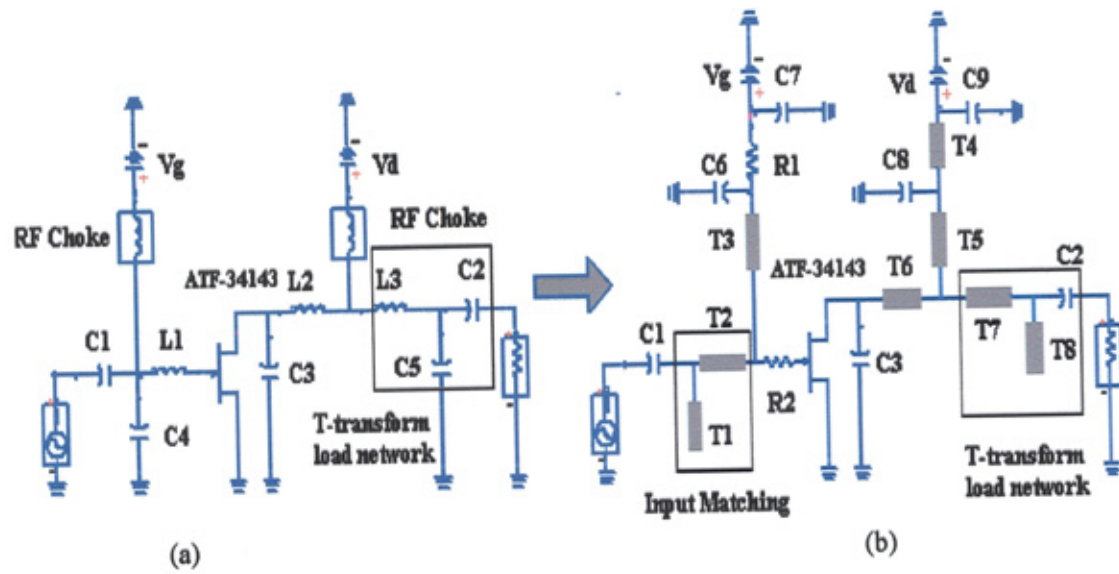 Vg
Vd
RF Choke
RF Choke
ATF-34143
L2
L3
C2
C1
L1
C3
C5
C4
T-transform
load network
(a)
Vg
C7
Vd
C9
C6
R1
C8
T4
T3
T5
ATF-34143
T6
C2
C1
T2
T7
T8
R2
C3
T1
Input Matching
T-transform
load network
(b)